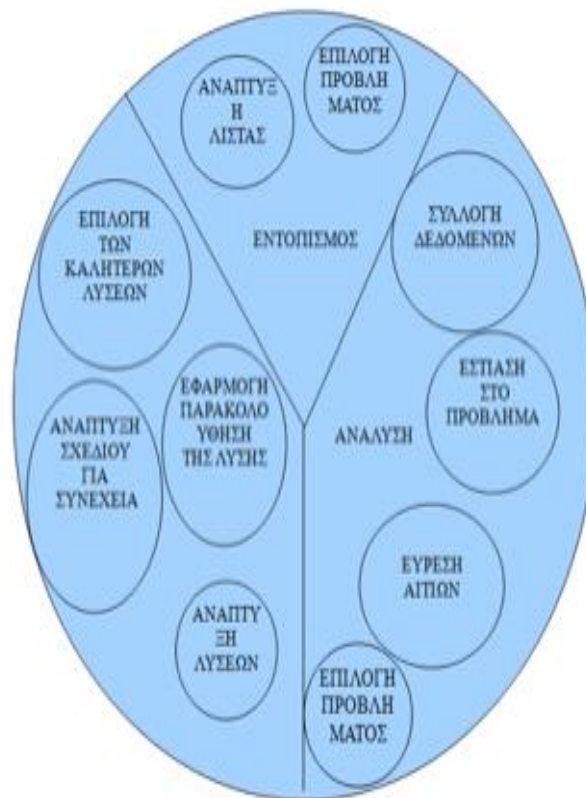 ΑΝΑΠΤΥΞ
Η
ΛΙΣΤΑΣ
ΕΠΙΛΟΓΗ
ΠΡΟΒΛΗ
ΜΑΤΟΣ
ΕΝΤΟΠΙΣΜΟΣ
ΣΥΛΛΟΓΗ
ΔΕΔΟΜΕΝΩΝ
ΕΣΤΙΑΣΗ
ΣΤΟ
ΠΡΟΒΛΗΜΑ
ΑΝΑΛΥΣΗ
ΕΥΡΕΣΗ
ΑΙΤΙΩΝ
ΕΠΙΛΟΓΗ
ΠΡΟΒΛΗ
ΜΑΤΟΣ
ΕΠΙΛΟΓΗ
ΤΩΝ
ΚΑΛΗΤΕΡΩΝ
ΛΥΣΕΩΝ
ΕΦΑΡΜΟΓΗ
ΠΑΡΑΚΟΛΟ
ΥΘΗΣΗ
ΤΗΣ ΛΥΣΗΣ
ΑΝΑΠΤΥΞΗ
ΣΧΕΔΙΟΥ
ΓΙΑ
ΣΥΝΕΧΕΙΑ
ΑΝΑΠΤΥ
ΞΗ
ΛΥΣΕΩΝ